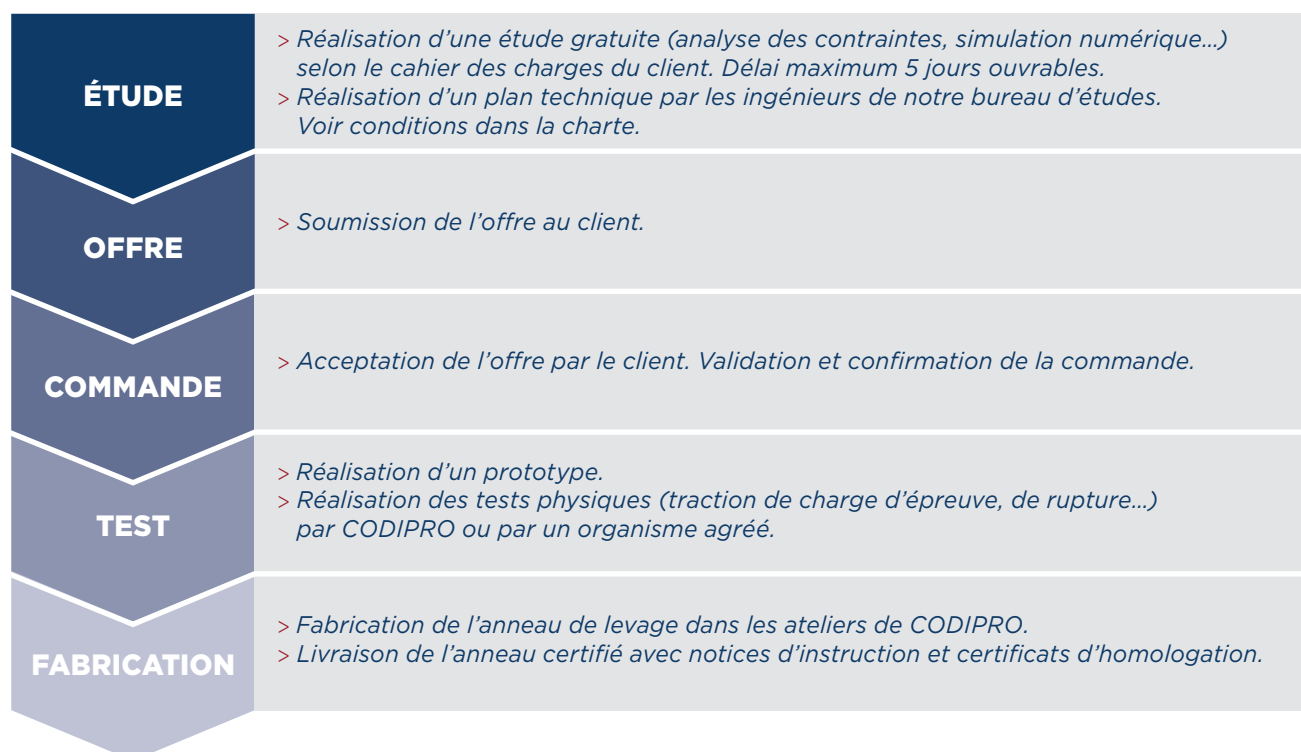 ÉTUDE
> Réalisation d’une étude gratuite (analyse des contraintes, simulation numérique...)
selon le cahier des charges du client. Délai maximum 5 jours ouvrables.
> Réalisation d’un plan technique par les ingénieurs de notre bureau d’études.
Voir conditions dans la charte.
OFFRE
> Soumission de l’offre au client.
COMMANDE
> Acceptation de l’offre par le client. Validation et confirmation de la commande.
TEST
> Réalisation d’un prototype.
> Réalisation des tests physiques (traction de charge d’épreuve, de rupture...)
par CODIPRO ou par un organisme agréé.
FABRICATION
> Fabrication de l’anneau de levage dans les ateliers de CODIPRO.
> Livraison de l’anneau certifié avec notices d’instruction et certificats d’homologation.